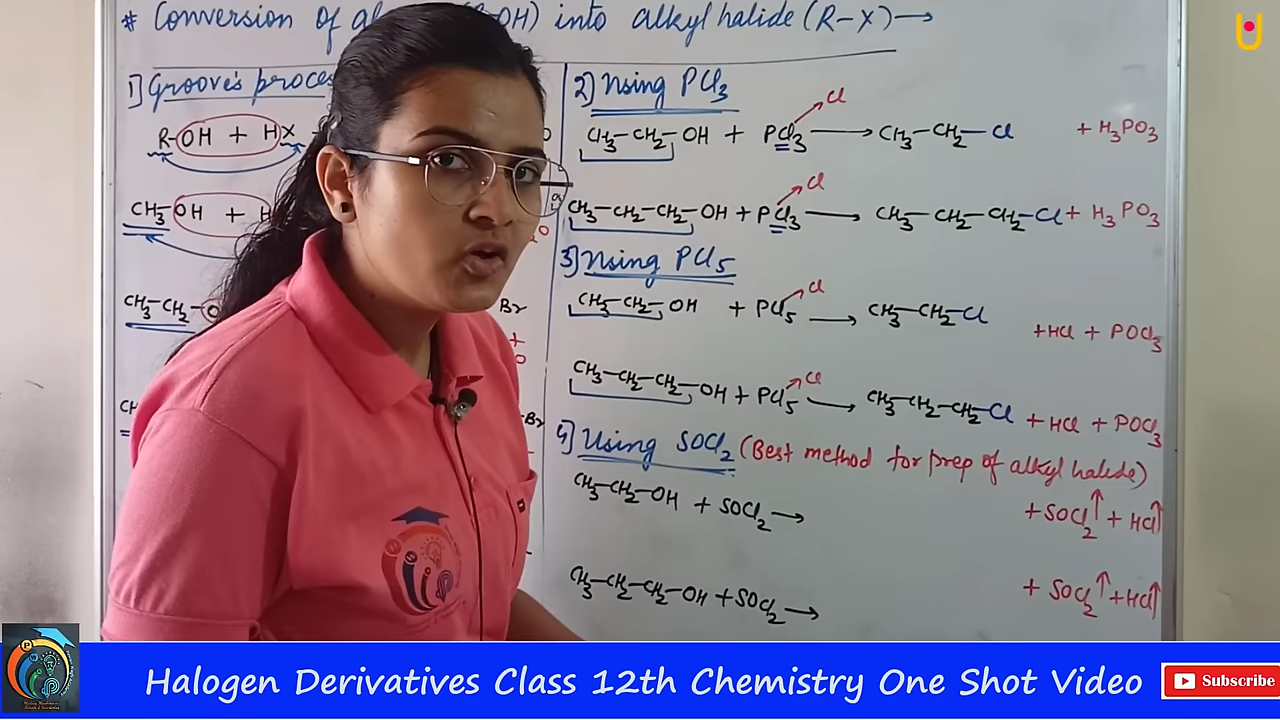 # Conversion of al OH) into alkyl halide (R-X) →
1] Groove's proces
R-OH + HX
CH3 OH + H
CH3-CH2-O
Br
+
-Br
2] Using PCl3
Cl
CH3-CH2-OH + PCl3 → CH3-CH2-Cl + H3PO3
Cl
CH3-CH2-CH2-OH + PCl3 → CH3-CH2-CH2-Cl + H3PO3
3] Using PCl5
Cl
CH3-CH2-OH + PCl5 → CH3-CH2-Cl +HCl + POCl3
Cl
CH3-CH2-CH2-OH + PCl5 → CH3-CH2-CH2-Cl + HCl + POCl3
4] Using SOCl2 (Best method for prep of alkyl halide)
CH3-CH2-OH + SOCl2 → +SOCl2↑ + HCl↑
CH3-CH2-CH2-OH + SOCl2 → + SOCl2↑ + HCl↑
Halogen Derivatives Class 12th Chemistry One Shot Video
Subscribe